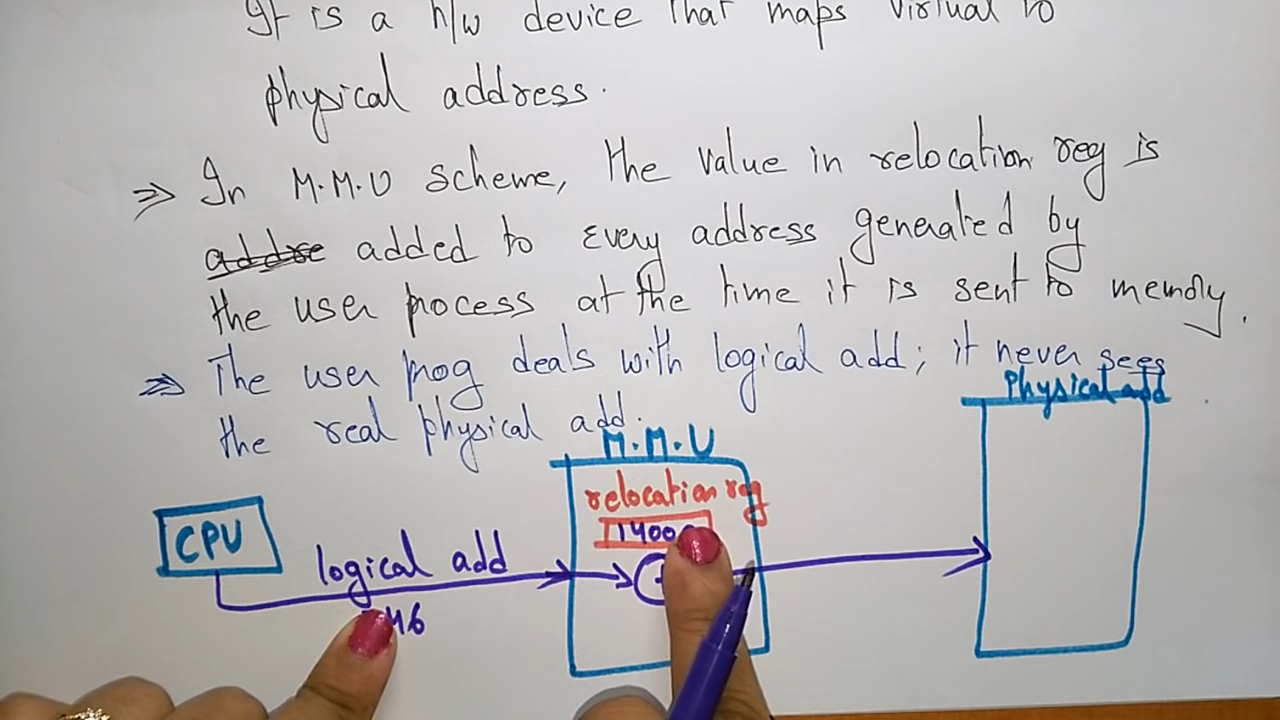 It is a h/w device that maps virtual to
physical address.
⇒ In M.M.U scheme, the value in relocation reg is
addre added to Every address generated by
the user process at the time it is sent to memory.
⇒ The user prog deals with logical add; it never sees
the real physical add.
Physical add
M.M.U
relocation reg
CPU
logical add